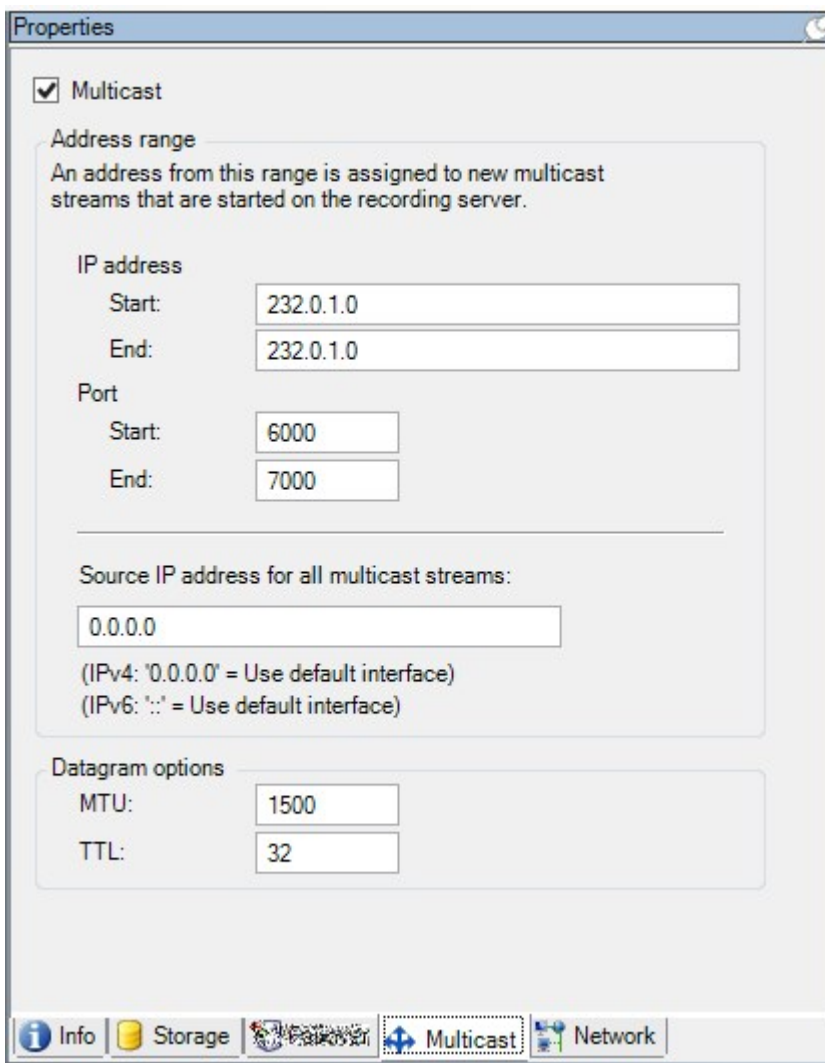 Properties
Multicast
Address range
An address from this range is assigned to new multicast
streams that are started on the recording server.
IP address
Start: 232.0.1.0
End: 232.0.1.0
Port
Start: 6000
End: 7000
Source IP address for all multicast streams:
0.0.0.0
(IPv4: '0.0.0.0' = Use default interface)
(IPv6: '::' = Use default interface)
Datagram options
MTU: 1500
TTL: 32
Info Storage Multicast Network